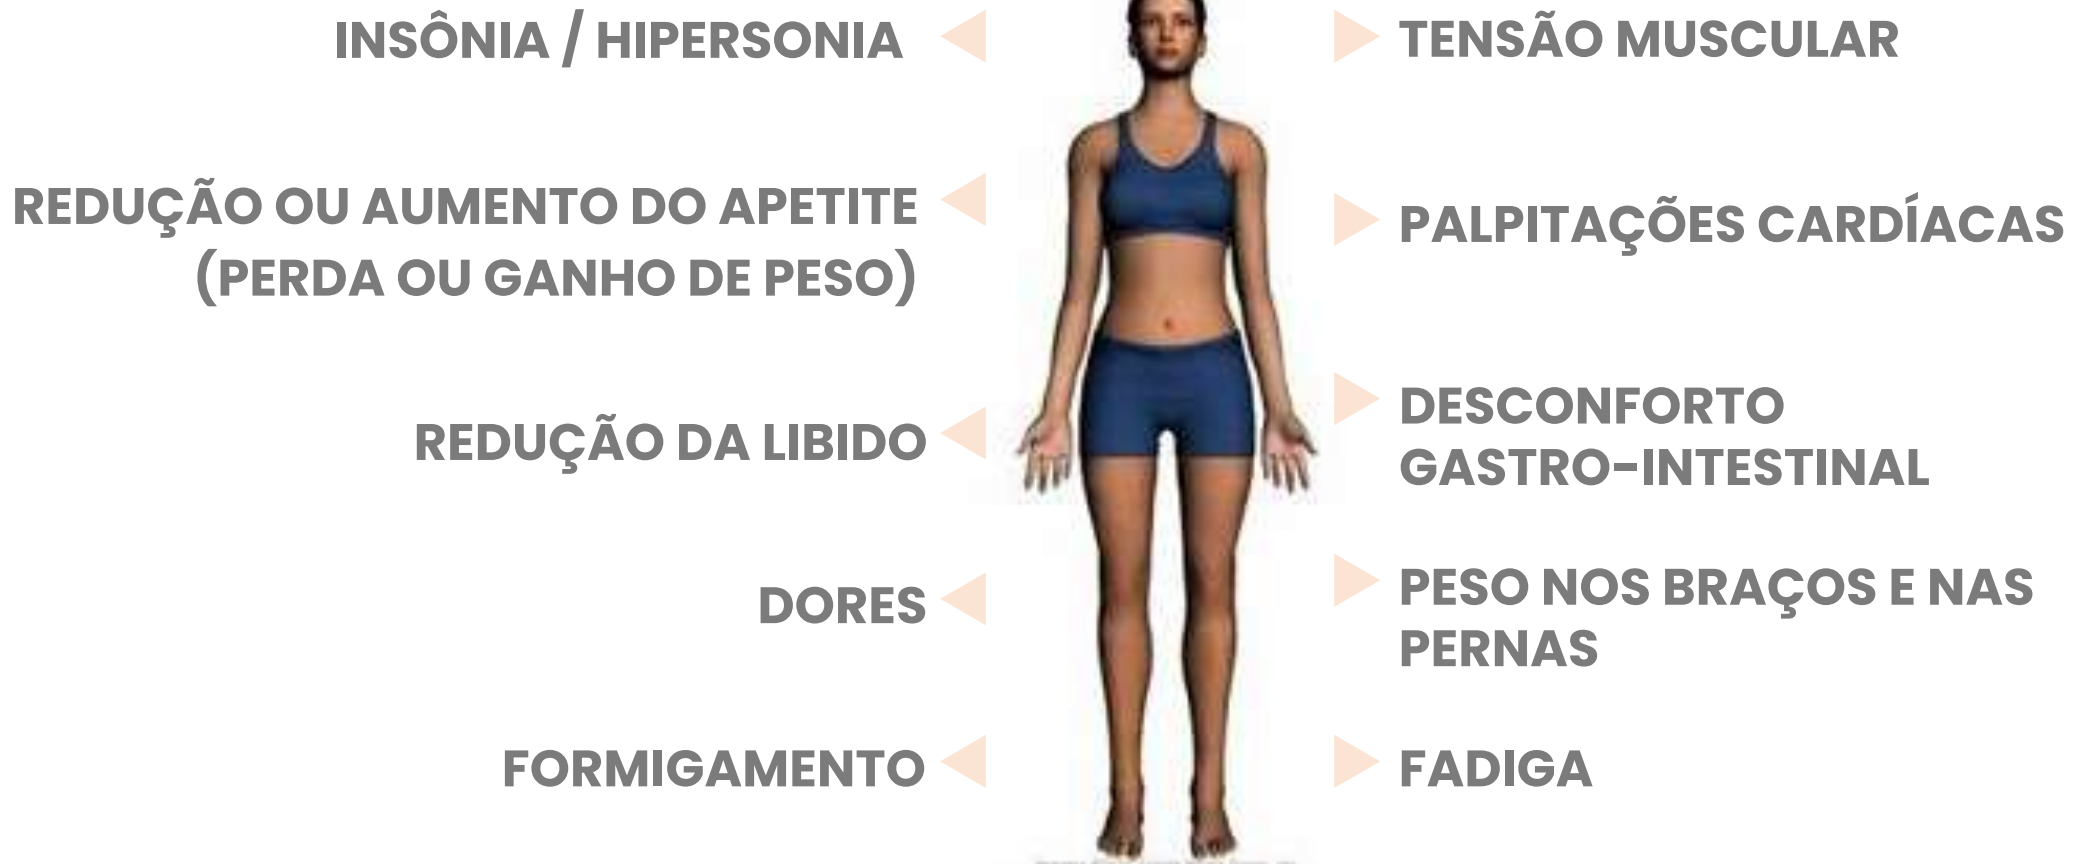 INSÔNIA / HIPERSONIA
REDUÇÃO OU AUMENTO DO APETITE
(PERDA OU GANHO DE PESO)
REDUÇÃO DA LIBIDO
DORES
FORMIGAMENTO
TENSÃO MUSCULAR
PALPITAÇÕES CARDÍACAS
DESCONFORTO
GASTRO-INTESTINAL
PESO NOS BRAÇOS E NAS
PERNAS
FADIGA